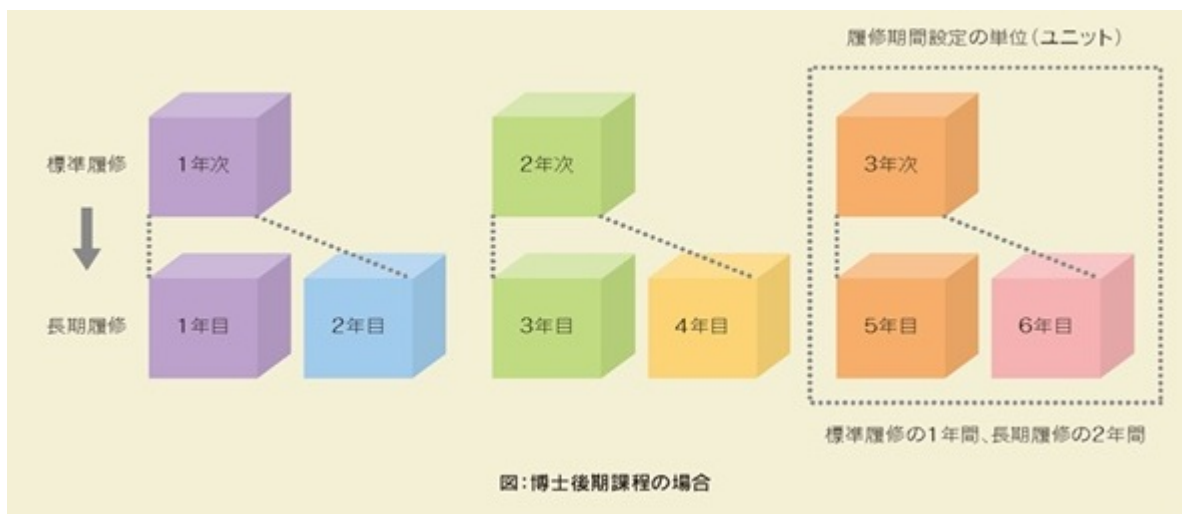 履修期間設定の単位(ユニット)
標準履修
1年次
2年次
3年次
長期履修
1年目
2年目
3年目
4年目
5年目
6年目
標準履修の1年間、長期履修の2年間
図:博士後期課程の場合